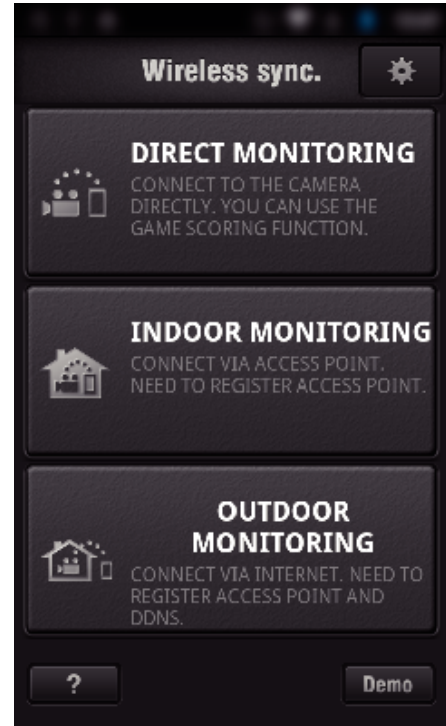 Wireless sync.
DIRECT MONITORING
CONNECT TO THE CAMERA
DIRECTLY. YOU CAN USE THE
GAME SCORING FUNCTION.
INDOOR MONITORING
CONNECT VIA ACCESS POINT.
NEED TO REGISTER ACCESS POINT.
OUTDOOR
MONITORING
CONNECT VIA INTERNET. NEED TO
REGISTER ACCESS POINT AND
DDNS.
? Demo